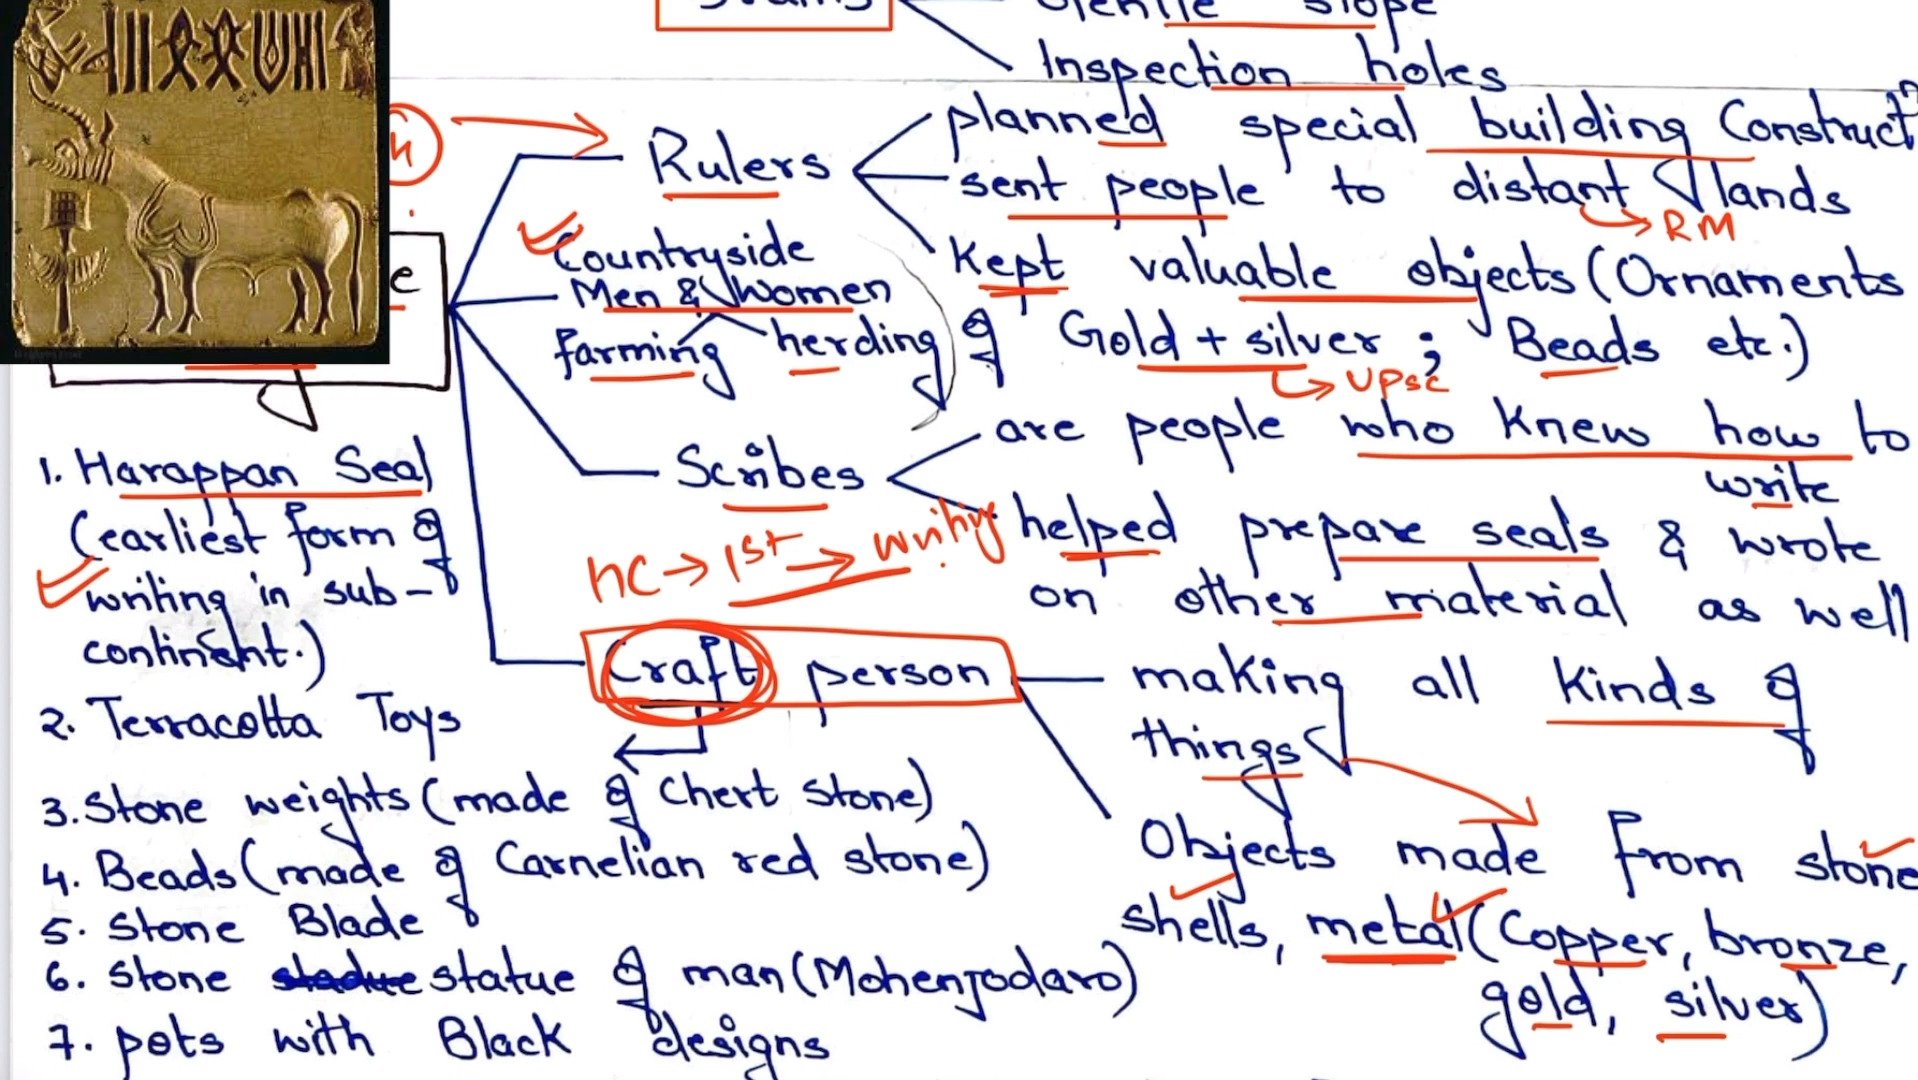 Gentle slope
Inspection holes
Rulers
planned special building Construct^n
sent people to distant lands
RM
Kept valuable objects (Ornaments
of Gold + silver ; Beads etc.)
UPSC
Countryside
Men & Women
farming herding
Scribes
are people who knew how to
write
helped prepare seals & wrote
on other material as well
HC → 1st → writing
Craft person
making all kinds of
things
Objects made from stone
shells, metal (Copper, bronze,
gold, silver)
1. Harappan Seal
(earliest form of
writing in sub-
continent.)
2. Terracotta Toys
3. Stone weights (made of Chert stone)
4. Beads (made of Carnelian red stone)
5. Stone Blade
6. Stone statue of man (Mohenjodaro)
7. pots with Black designs